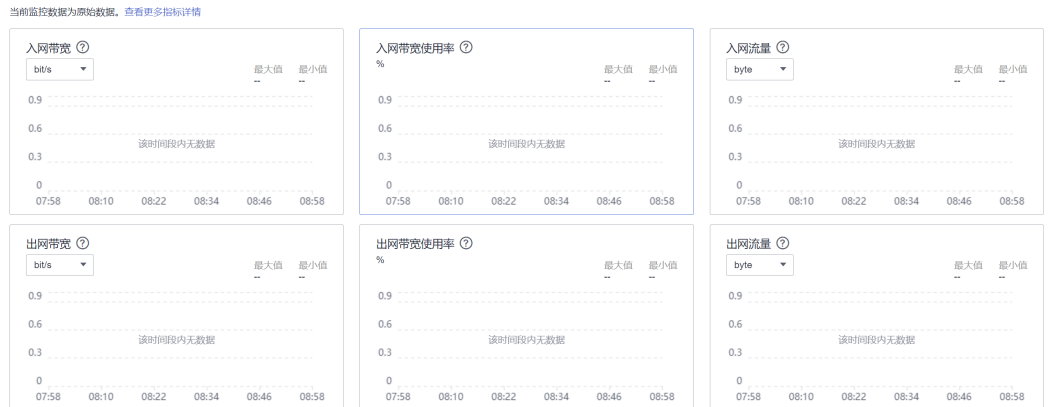 当前监控数据为原始数据。查看更多指标详情
入网带宽 ?
bit/s
最大值 最小值
-- --
0.9
0.6
0.3
0
该时间段内无数据
07:58 08:10 08:22 08:34 08:46 08:58
入网带宽使用率 ?
%
最大值 最小值
-- --
0.9
0.6
0.3
0
该时间段内无数据
07:58 08:10 08:22 08:34 08:46 08:58
入网流量 ?
byte
最大值 最小值
-- --
0.9
0.6
0.3
0
该时间段内无数据
07:58 08:10 08:22 08:34 08:46 08:58
出网带宽 ?
bit/s
最大值 最小值
-- --
0.9
0.6
0.3
0
该时间段内无数据
07:58 08:10 08:22 08:34 08:46 08:58
出网带宽使用率 ?
%
最大值 最小值
-- --
0.9
0.6
0.3
0
该时间段内无数据
07:58 08:10 08:22 08:34 08:46 08:58
出网流量 ?
byte
最大值 最小值
-- --
0.9
0.6
0.3
0
该时间段内无数据
07:58 08:10 08:22 08:34 08:46 08:58